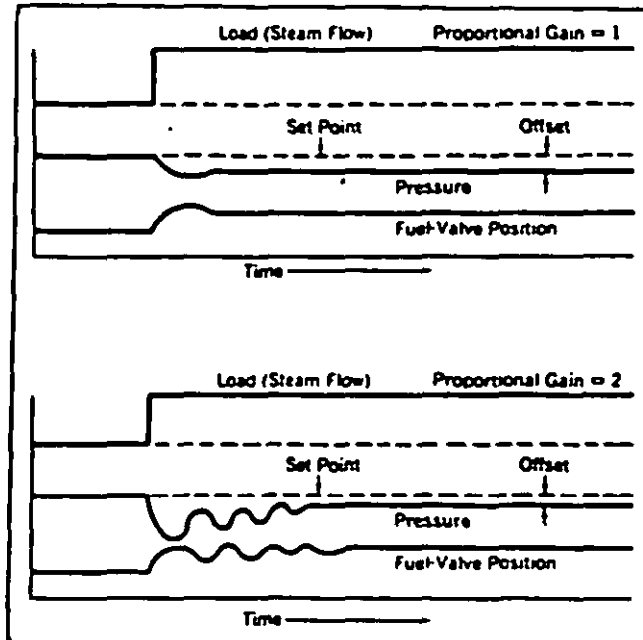 Load (Steam Flow) Proportional Gain = 1
Set Point Offset
Pressure
Fuel-Valve Position
Time
Load (Steam Flow) Proportional Gain = 2
Set Point Offset
Pressure
Fuel-Valve Position
Time